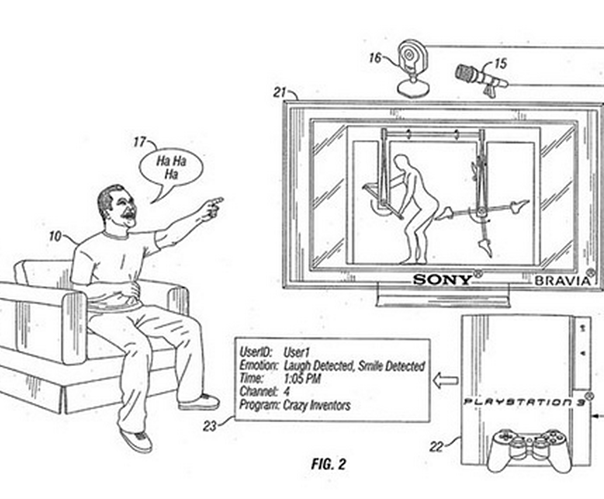 16
15
21
17
Ha Ha
Ha
10
SONY®
BRAVIA®
UserID: User1
Emotion: Laugh Detected, Smile Detected
Time: 1:05 PM
Channel: 4
Program: Crazy Inventors
23
PLAYSTATION 3®
22
FIG. 2